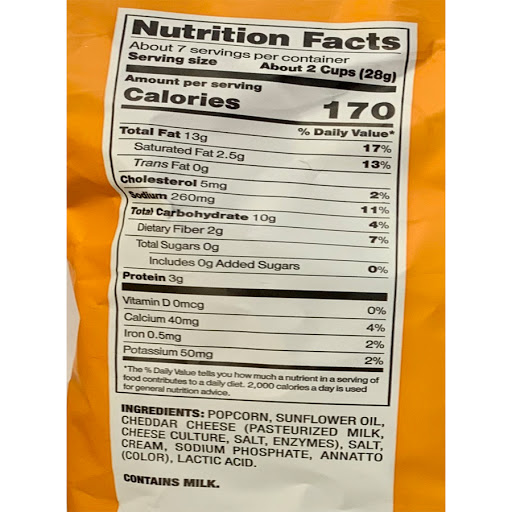 Nutrition Facts
About 7 servings per container
Serving size About 2 Cups (28g)
Amount per serving
Calories 170
% Daily Value*
Total Fat 13g 17%
Saturated Fat 2.5g 13%
Trans Fat 0g
Cholesterol 5mg 2%
Sodium 260mg 11%
Total Carbohydrate 10g 4%
Dietary Fiber 2g 7%
Total Sugars 0g
Includes 0g Added Sugars 0%
Protein 3g
Vitamin D 0mcg 0%
Calcium 40mg 4%
Iron 0.5mg 2%
Potassium 50mg 2%
*The % Daily Value tells you how much a nutrient in a serving of
food contributes to a daily diet. 2,000 calories a day is used
for general nutrition advice.
INGREDIENTS: POPCORN, SUNFLOWER OIL,
CHEDDAR CHEESE (PASTEURIZED MILK,
CHEESE CULTURE, SALT, ENZYMES), SALT,
CREAM, SODIUM PHOSPHATE, ANNATTO
(COLOR), LACTIC ACID.
CONTAINS MILK.